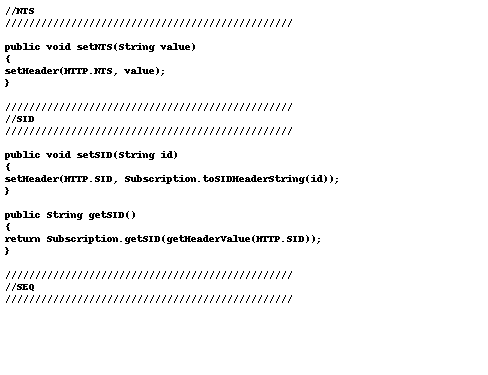 //NTS
////////////////////////////////////////////////
public void setNTS(String value)
{
setHeader(HTTP.NTS, value);
}
////////////////////////////////////////////////
//SID
////////////////////////////////////////////////
public void setSID(String id)
{
setHeader(HTTP.SID, Subscription.toSIDHeaderString(id));
}
public String getSID()
{
return Subscription.getSID(getHeaderValue(HTTP.SID));
}
////////////////////////////////////////////////
//SEQ
////////////////////////////////////////////////